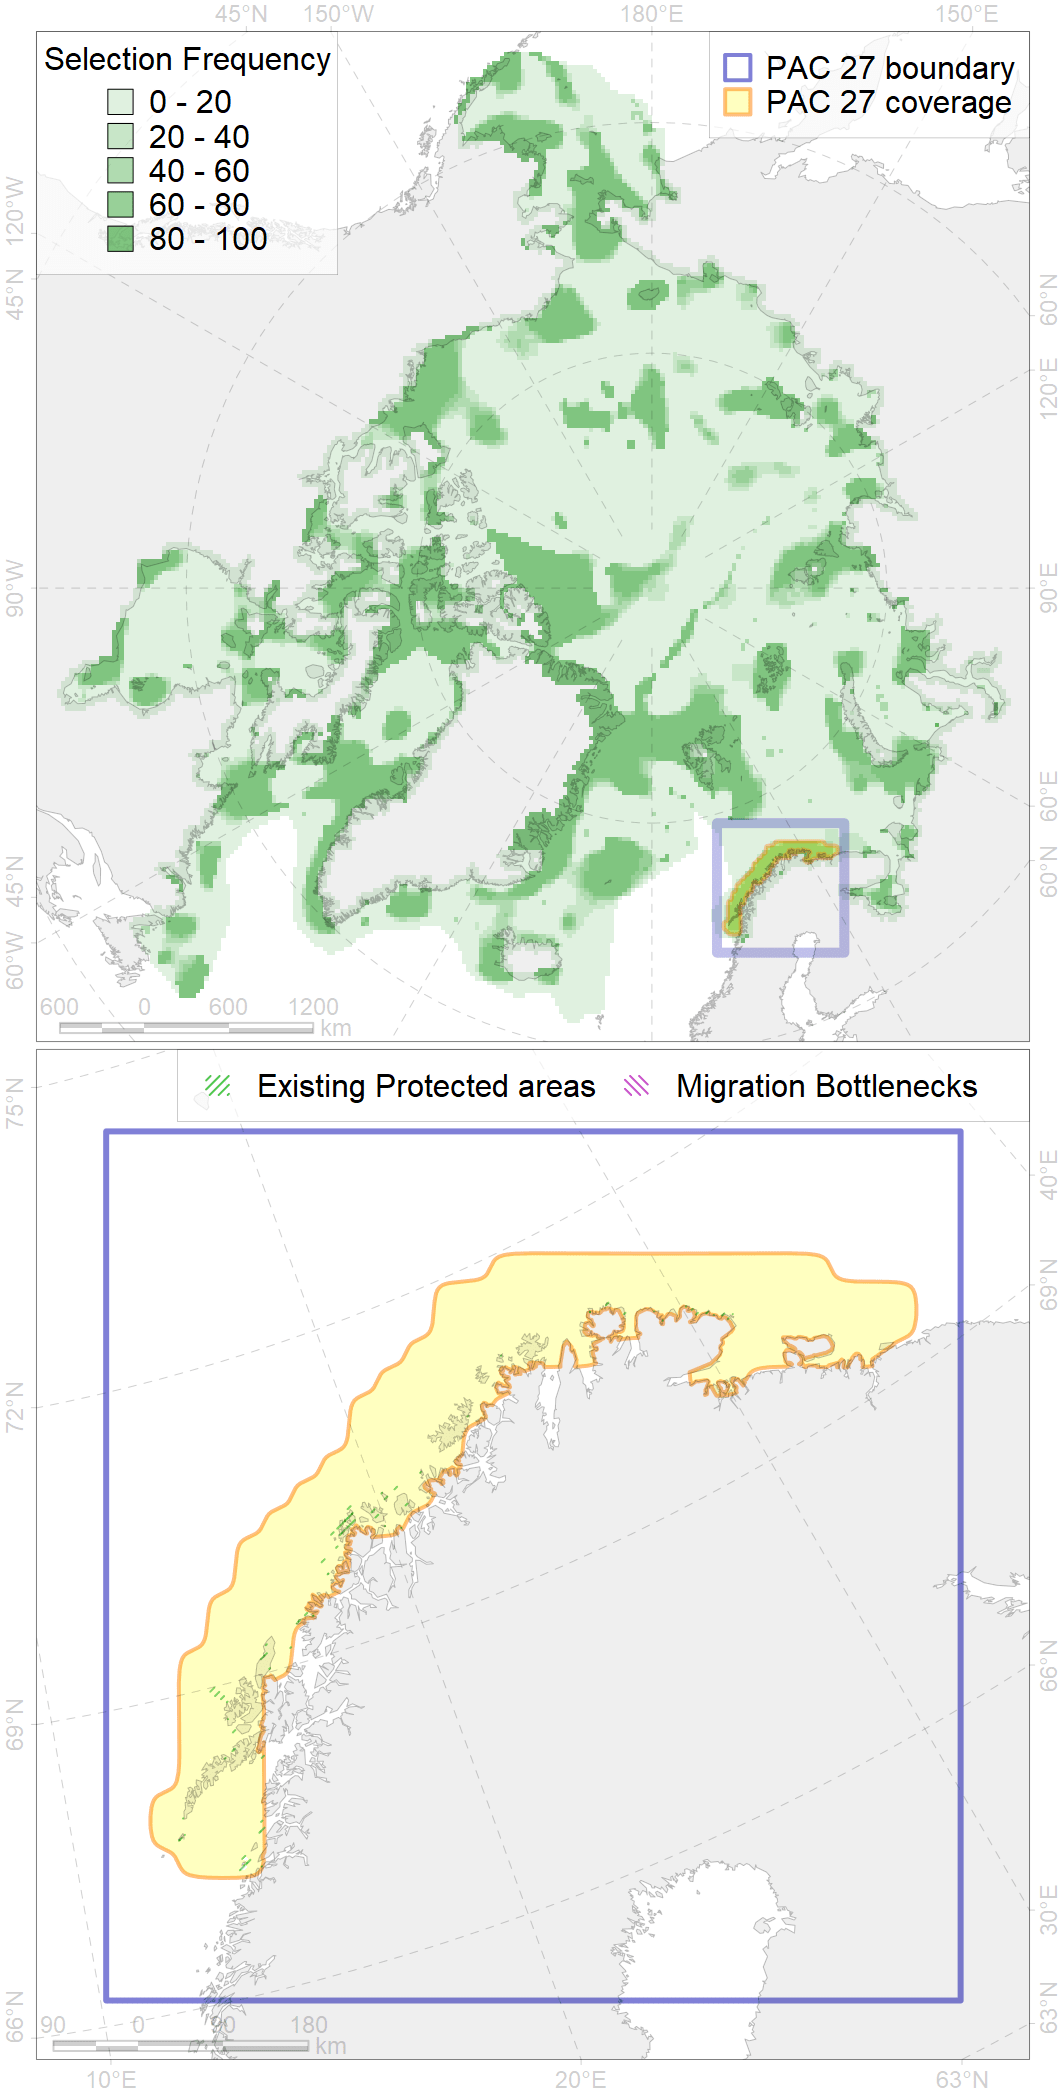 45°N 150°W 180°E 150°E
Selection Frequency
0 - 20
20 - 40
40 - 60
60 - 80
80 - 100
PAC 27 boundary
PAC 27 coverage
120°W
45°N
90°W
45°N
60°W
60°N
120°E
90°E
60°E
60°N
600 0 600 1200 km
Existing Protected areas Migration Bottlenecks
75°N
72°N
69°N
66°N
40°E
69°N
66°N
30°E
63°N
90 0 90 180 km
10°E 20°E 63°N